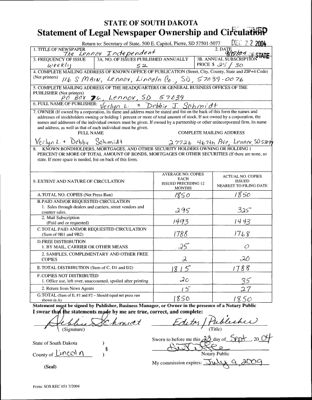 STATE OF SOUTH DAKOTA
Statement of Legal Newspaper Ownership and Circulation
Return to: Secretary of State, 500 E. Capitol, Pierre, SD 57501-5077
DEC 22 2004
1. TITLE OF NEWSPAPER
The Lennox Independent
2. DATE
3. FREQUENCY OF ISSUE
weekly
3A. NO. OF ISSUES PUBLISHED ANNUALLY
52
3B. ANNUAL SUBSCRIPTION
PRICE $ 25/30
4. COMPLETE MAILING ADDRESS OF KNOWN OFFICE OF PUBLICATION (Street, City, County, State and ZIP+4 Code)
(Not printers)
116 S Main, Lennox, Lincoln Co, SD, 57039-0076
5. COMPLETE MAILING ADDRESS OF THE HEADQUARTERS OR GENERAL BUSINESS OFFICES OF THE
PUBLISHER (Not printers)
PO Box 76, Lennox, SD 57039
6. FULL NAME OF PUBLISHER
Verlyn L. + Debbie J Schmidt
7. OWNER (If owned by a corporation, its name and address must be stated and also on the back of this form the names and
addresses of stockholders owning or holding 1 percent or more of total amount of stock. If not owned by a corporation, the
names and addresses of the individual owners must be given. If owned by a partnership or other unincorporated firm, its name
and address, as well as that of each individual must be given.
FULL NAME
COMPLETE MAILING ADDRESS
Verlyn L + Debbie Schmidt
27726 467th Ave, Lennox SD 57039
8. KNOWN BONDHOLDERS, MORTGAGES, AND OTHER SECURITY HOLDERS OWNING OR HOLDING 1
PERCENT OR MORE OF TOTAL AMOUNT OF BONDS, MORTGAGES OR OTHER SECURITIES (If there are none, so
state. If more space is needed, list on back of this form.
9. EXTENT AND NATURE OF CIRCULATION
AVERAGE NO. COPIES
EACH
ISSUED PRECEDING 12
MONTHS
ACTUAL NO. COPIES
ISSUED
NEAREST TO FILING DATE
A. TOTAL NO. COPIES (Net Press Run)
1850
1850
B. PAID AND/OR REQUESTED CIRCULATION
1. Sales through dealers and carriers, street vendors and
counter sales.
295
325
2. Mail Subscription
(Paid and or requested)
1493
1443
C. TOTAL PAID AND/OR REQUESTED CIRCULATION
(Sum of 9B1 and 9B2)
1788
1768
D. FREE DISTRIBUTION
1. BY MAIL, CARRIER OR OTHER MEANS
25
0
2. SAMPLES, COMPLIMENTARY AND OTHER FREE
COPIES
2
20
E. TOTAL DISTRIBUTION (Sum of C, D1 and D2)
1815
1788
F. COPIES NOT DISTRIBUTED
1. Office use, left over, unaccounted, spoiled after printing
20
35
2. Return from News Agents
15
27
G. TOTAL (Sum of E, F1 and F2 - Should equal net press run
shown in A)
1850
1850
Statement must be signed by Publisher, Business Manager, or Owner in the presence of a Notary Public
I swear that the statements made by me are true, correct, and complete:
Debbie Schmidt
Editor/Publisher
(Signature)
(Title)
State of South Dakota )
Sworn to before me this day of Sept, 2004
§
County of Lincoln )
Notary Public
(Seal)
My commission expires: July 9, 2009
Form: SOS REC 051 7/2004